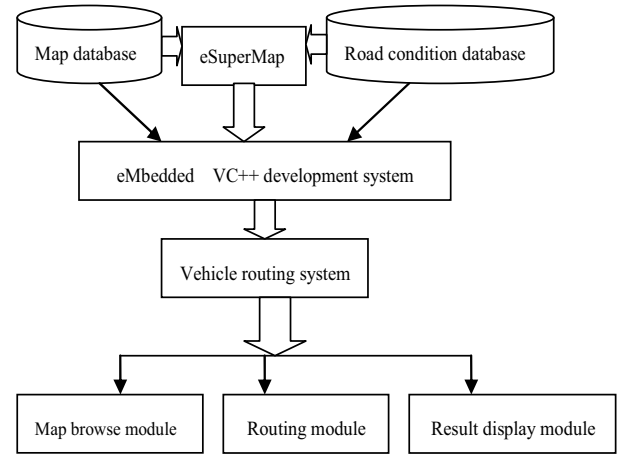 Map database
eSuperMap
Road condition database
eMbedded VC++ development system
Vehicle routing system
Map browse module
Routing module
Result display module